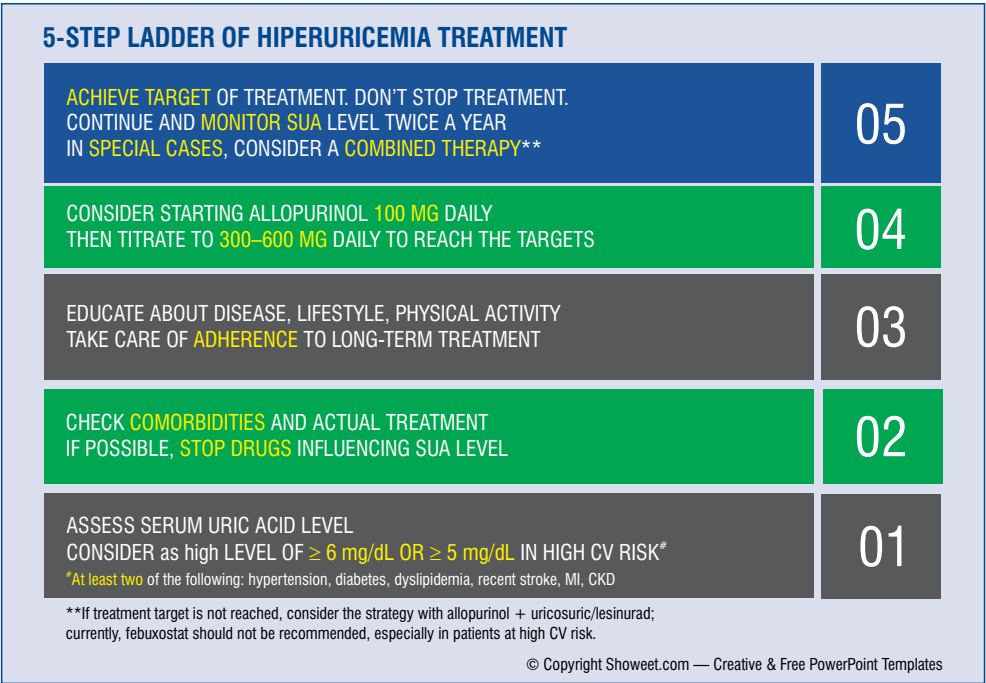 5-STEP LADDER OF HIPERURICEMIA TREATMENT
ACHIEVE TARGET OF TREATMENT. DON'T STOP TREATMENT.
CONTINUE AND MONITOR SUA LEVEL TWICE A YEAR
IN SPECIAL CASES, CONSIDER A COMBINED THERAPY**
05
CONSIDER STARTING ALLOPURINOL 100 MG DAILY
THEN TITRATE TO 300–600 MG DAILY TO REACH THE TARGETS
04
EDUCATE ABOUT DISEASE, LIFESTYLE, PHYSICAL ACTIVITY
TAKE CARE OF ADHERENCE TO LONG-TERM TREATMENT
03
CHECK COMORBIDITIES AND ACTUAL TREATMENT
IF POSSIBLE, STOP DRUGS INFLUENCING SUA LEVEL
02
ASSESS SERUM URIC ACID LEVEL
CONSIDER as high LEVEL OF ≥ 6 mg/dL OR ≥ 5 mg/dL IN HIGH CV RISK#
#At least two of the following: hypertension, diabetes, dyslipidemia, recent stroke, MI, CKD
01
**If treatment target is not reached, consider the strategy with allopurinol + uricosuric/lesinurad;
currently, febuxostat should not be recommended, especially in patients at high CV risk.
© Copyright Showeet.com — Creative & Free PowerPoint Templates